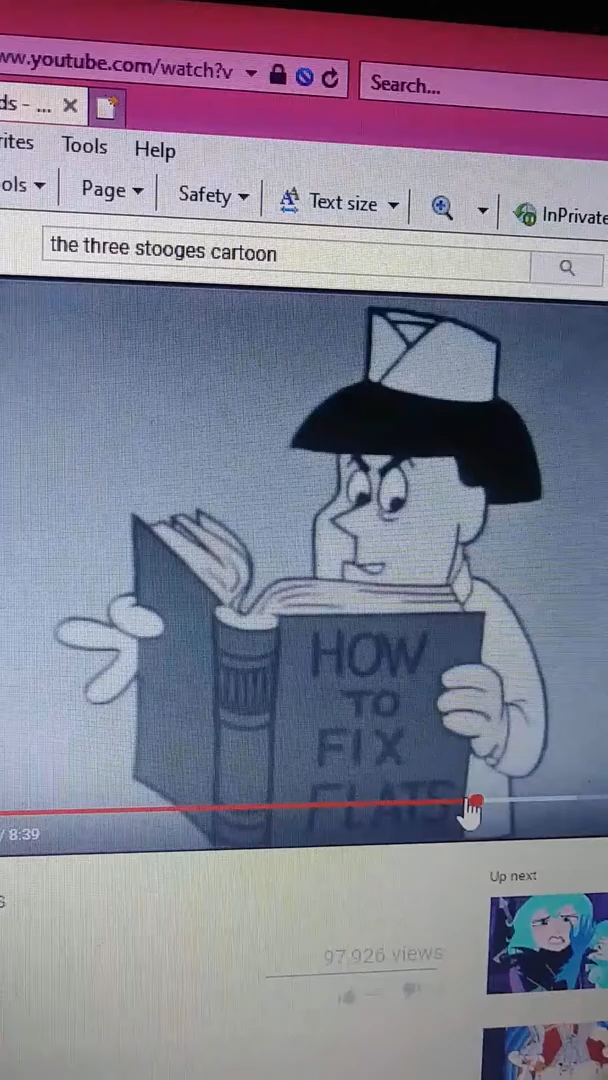 ww.youtube.com/watch?v
Search...
ds - ...
rites Tools Help
ols Page Safety Text size InPrivate
the three stooges cartoon
HOW
TO
FIX
FLATS
/ 8:39
Up next
s
97,926 views